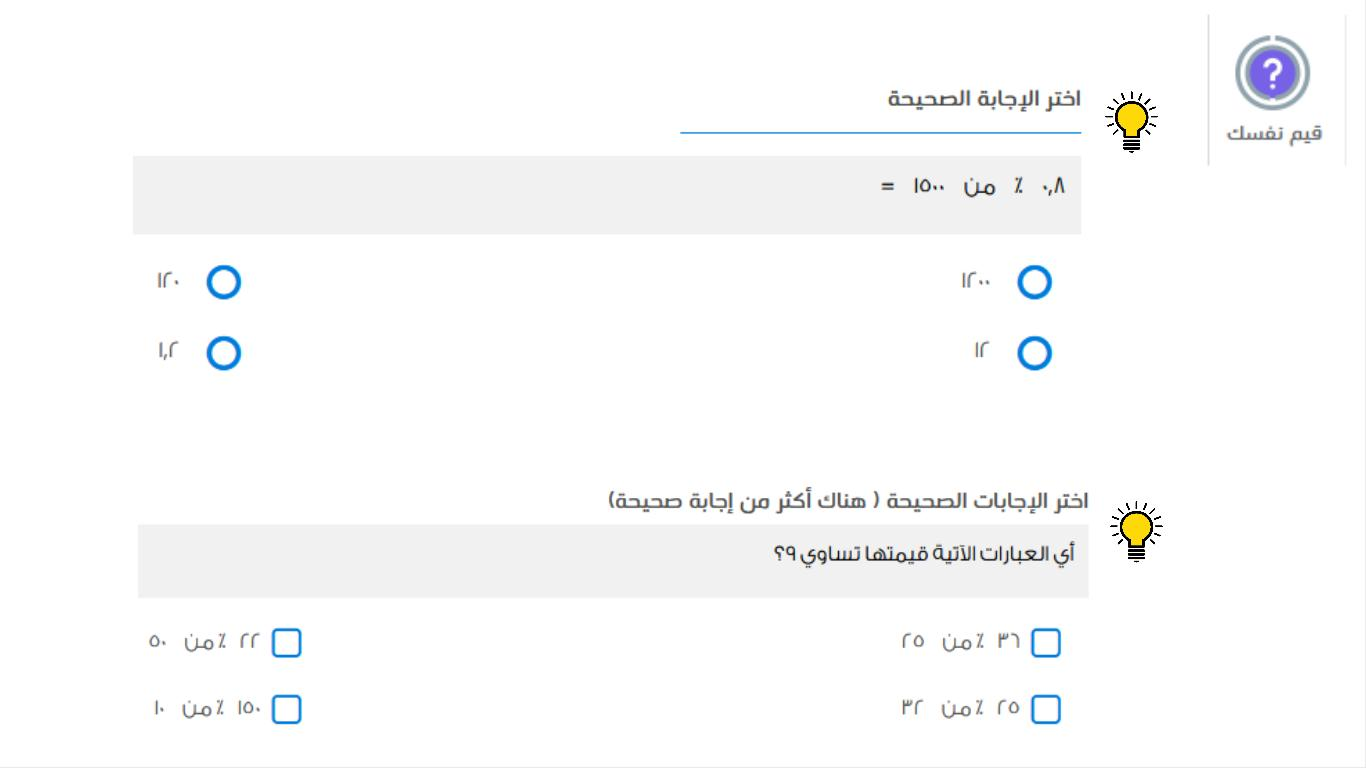 ؟
قيم نفسك
اختر الإجابة الصحيحة
٠,٨ ٪ من ١٥٠٠ =
١٢٠٠
١٢٠
١٢
١,٢
اختر الإجابات الصحيحة ( هناك أكثر من إجابة صحيحة)
أي العبارات الآتية قيمتها تساوي ٩؟
٣٦ ٪ من ٢٥
٢٢ ٪ من ٥٠
٢٥ ٪ من ٣٢
١٥٠ ٪ من ١٠